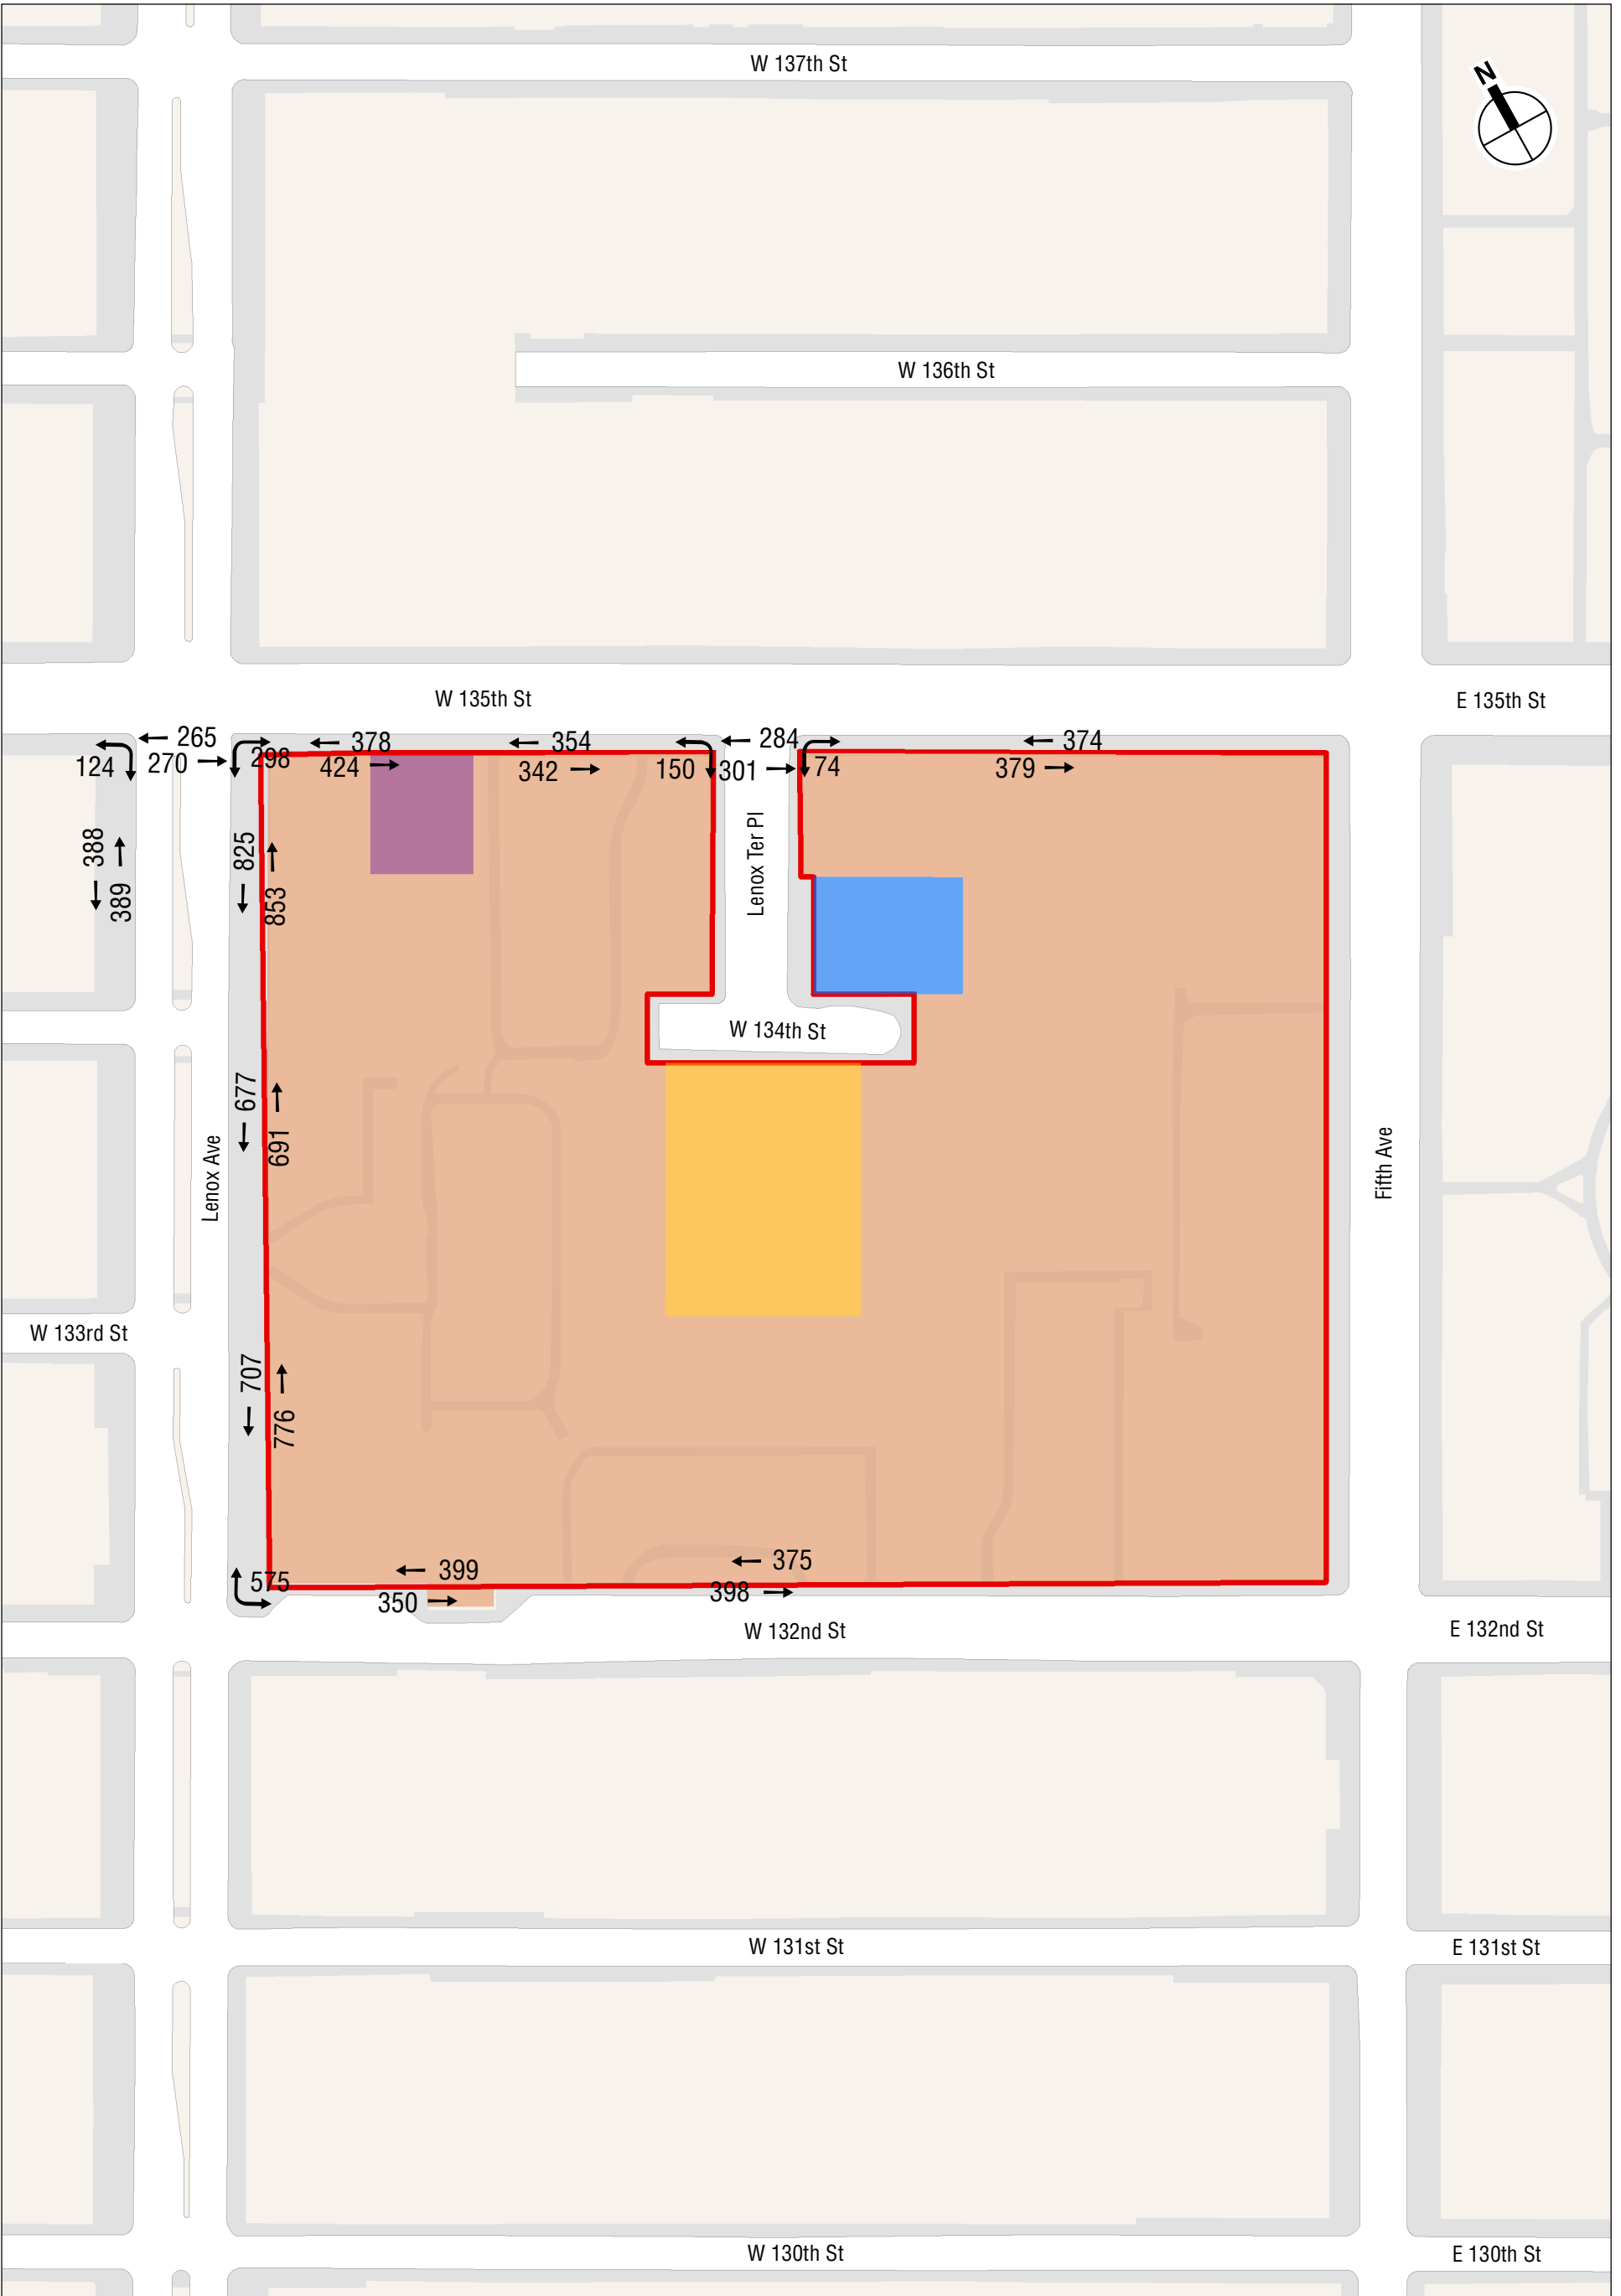 W 137th St
N
W 136th St
W 135th St
E 135th St
265
378
354
284
374
124
270
298
424
342
150
301
74
379
388
389
825
853
Lenox Ter Pl
W 134th St
677
691
Lenox Ave
Fifth Ave
W 133rd St
707
776
399
375
575
350
398
W 132nd St
E 132nd St
W 131st St
E 131st St
W 130th St
E 130th St